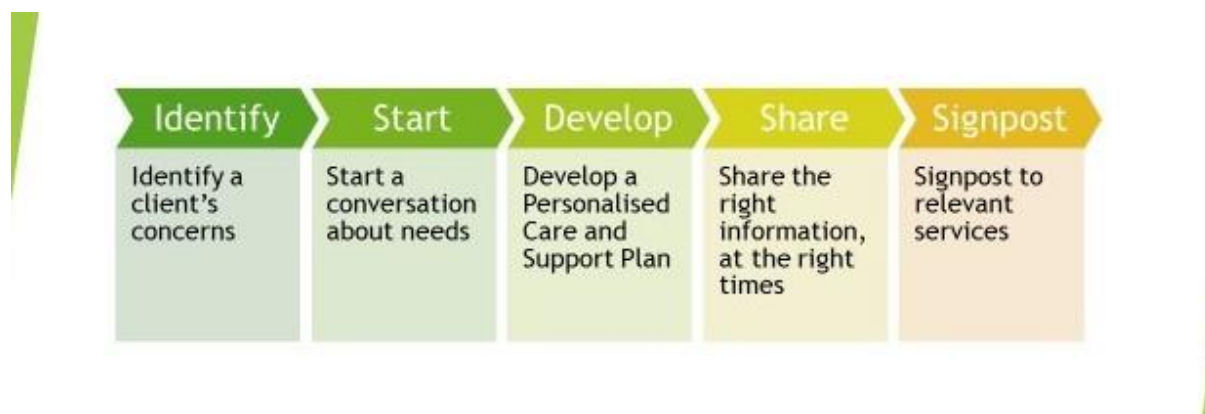 Identify
Start
Develop
Share
Signpost
Identify a
client's
concerns
Start a
conversation
about needs
Develop a
Personalised
Care and
Support Plan
Share the
right
information,
at the right
times
Signpost to
relevant
services